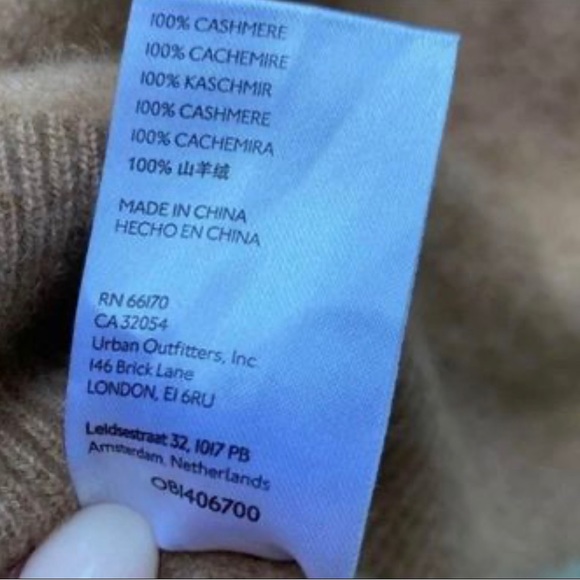 100% CASHMERE
100% CACHEMIRE
100% KASCHMIR
100% CASHMERE
100% CACHEMIRA
100% 山羊绒
MADE IN CHINA
HECHO EN CHINA
RN 66170
CA 32054
Urban Outfitters, Inc
146 Brick Lane
LONDON, E1 6RU
Leidsestraat 32, 1017 PB
Amsterdam, Netherlands
OB1406700